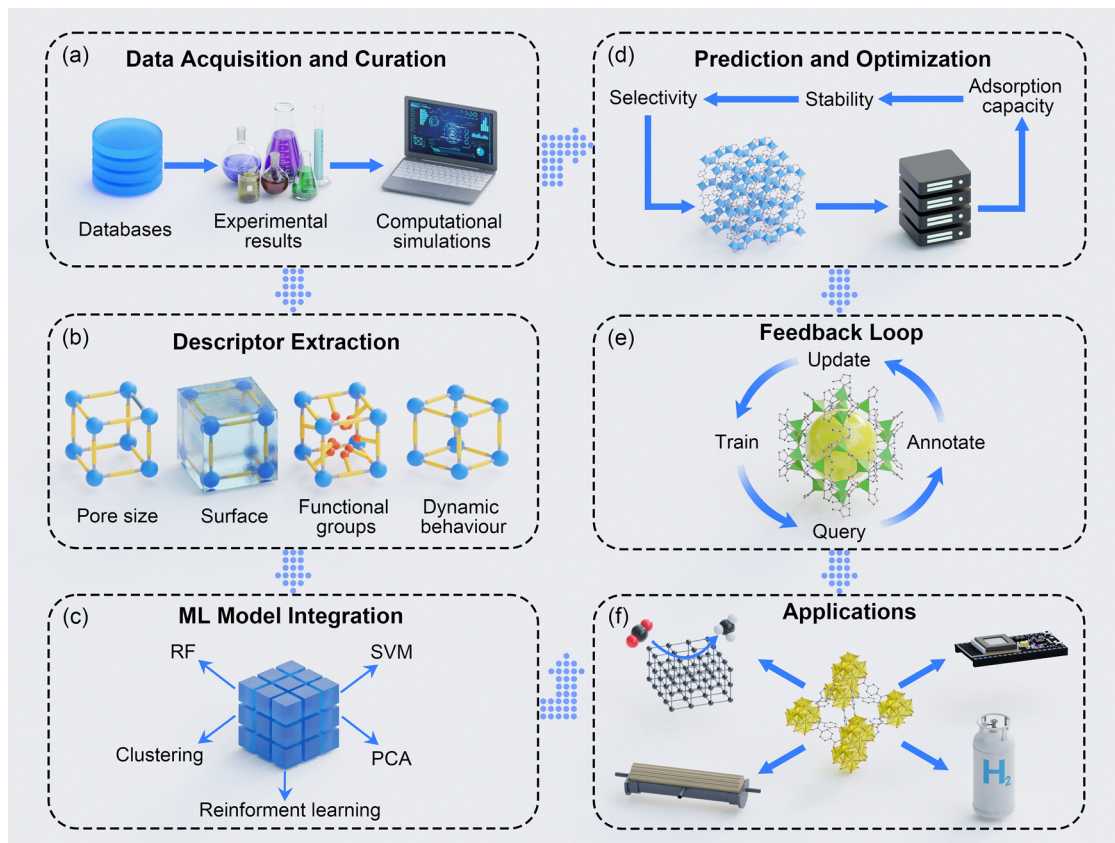 (a)
Data Acquisition and Curation
Databases
Experimental
results
Computational
simulations
(b)
Descriptor Extraction
Pore size
Surface
Functional
groups
Dynamic
behaviour
(c)
ML Model Integration
RF
SVM
Clustering
PCA
Reinforment learning
(d)
Prediction and Optimization
Selectivity
Stability
Adsorption
capacity
(e)
Feedback Loop
Update
Train
Annotate
Query
(f)
Applications
H2